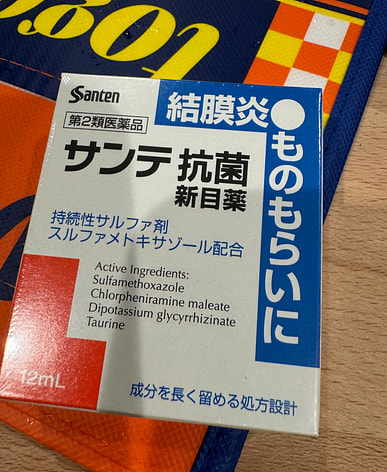 Santen
第2類医薬品
結膜炎●ものもらいに
サンテ抗菌
新目薬
持続性サルファ剤
スルファメトキサゾール配合
Active Ingredients:
Sulfamethoxazole
Chlorpheniramine maleate
Dipotassium glycyrrhizinate
Taurine
12mL
成分を長く留める処方設計